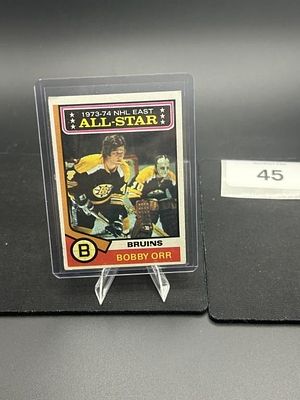 1973-74 NHL EAST
ALL-STAR
B
BRUINS
BOBBY ORR
45